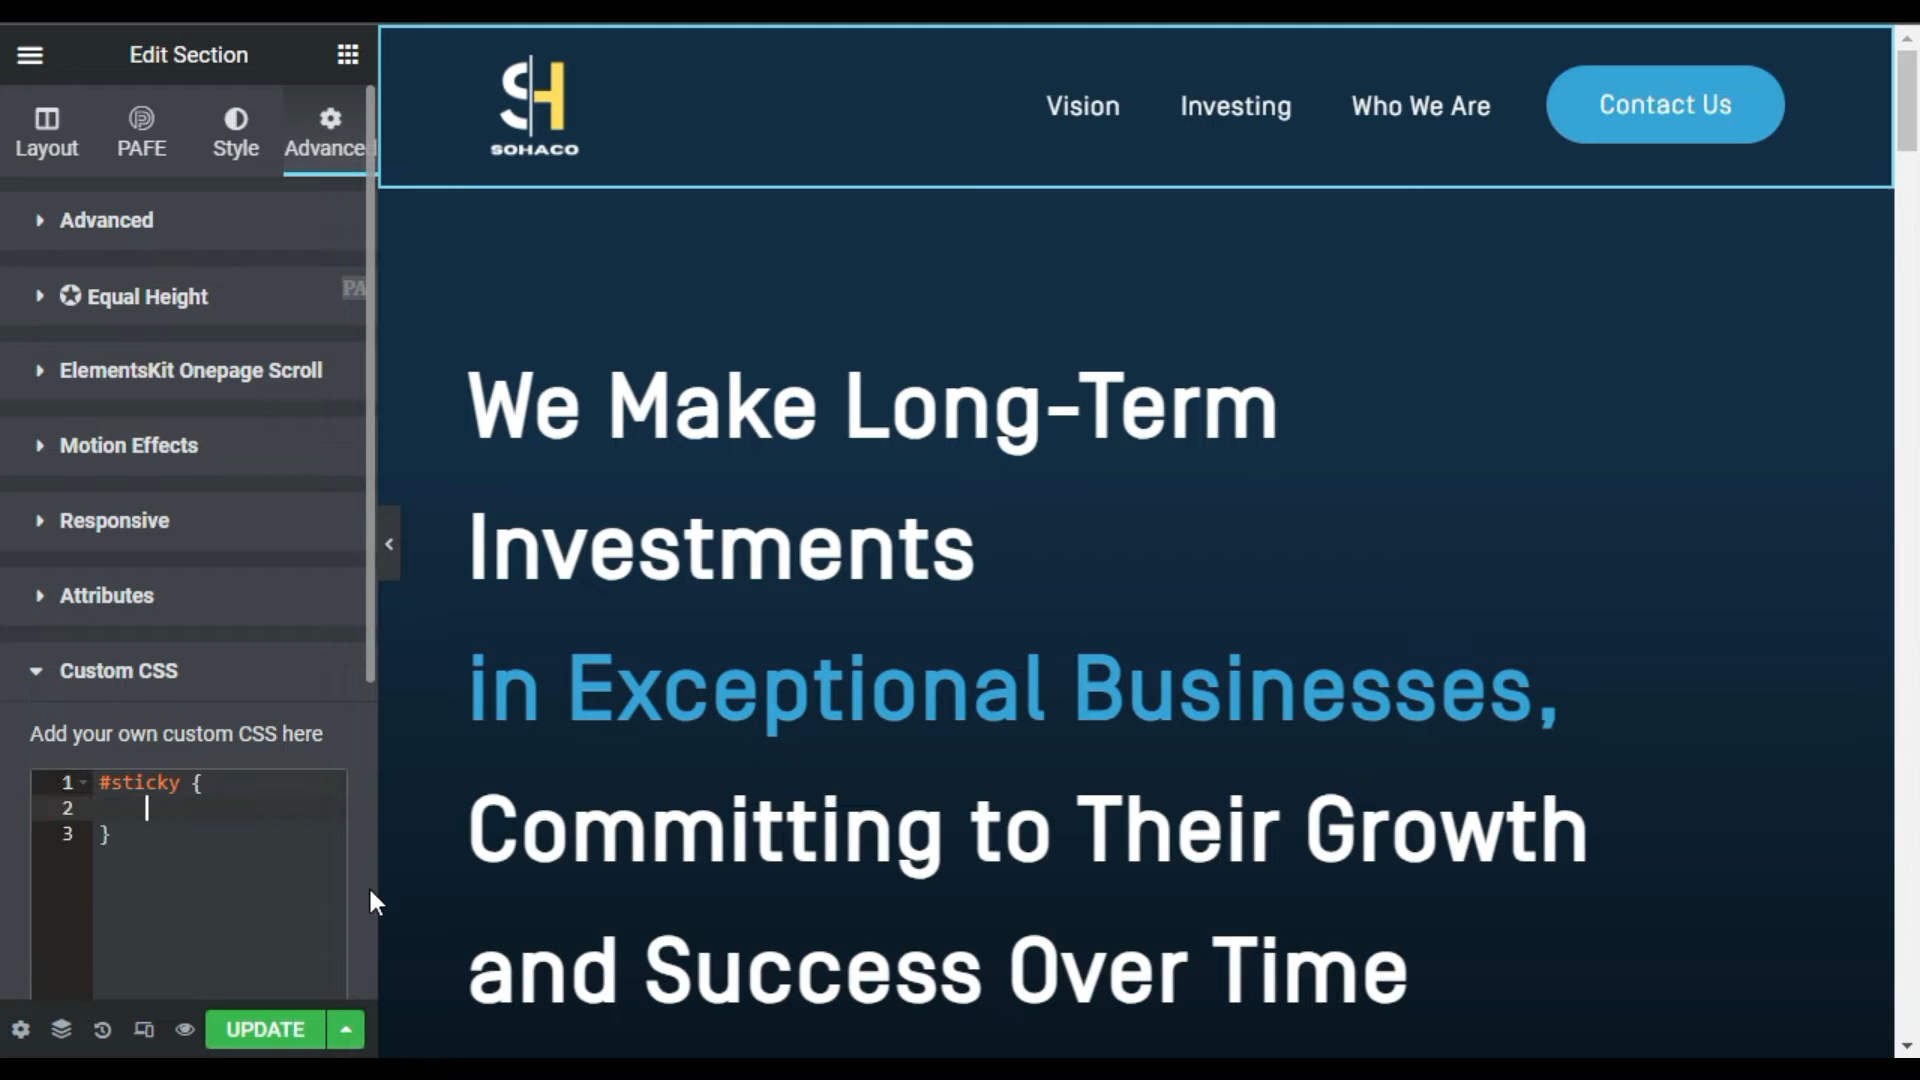 Edit Section
Layout
PAFE
Style
Advanced
Advanced
Equal Height
PA
ElementsKit Onepage Scroll
Motion Effects
Responsive
Attributes
Custom CSS
Add your own custom CSS here
1 #sticky {
2
3 }
UPDATE
SH
SOHACO
Vision
Investing
Who We Are
Contact Us
We Make Long-Term
Investments
in Exceptional Businesses,
Committing to Their Growth
and Success Over Time